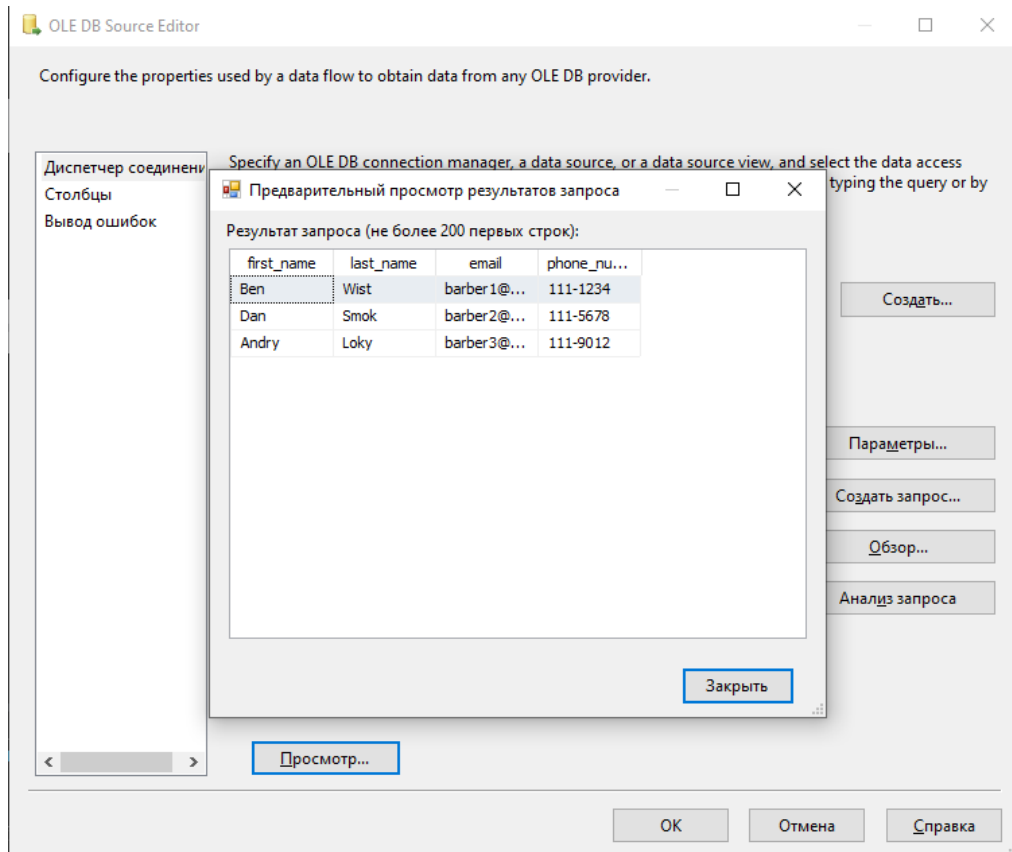 OLE DB Source Editor
Configure the properties used by a data flow to obtain data from any OLE DB provider.
Диспетчер соединени
Столбцы
Вывод ошибок
Specify an OLE DB connection manager, a data source, or a data source view, and select the data access
typing the query or by
Предварительный просмотр результатов запроса
Результат запроса (не более 200 первых строк):
first_name last_name email phone_nu...
Ben Wist barber1@... 111-1234
Dan Smok barber2@... 111-5678
Andry Loky barber3@... 111-9012
Закрыть
Создать...
Параметры...
Создать запрос...
Обзор...
Анализ запроса
Просмотр...
OK Отмена Справка